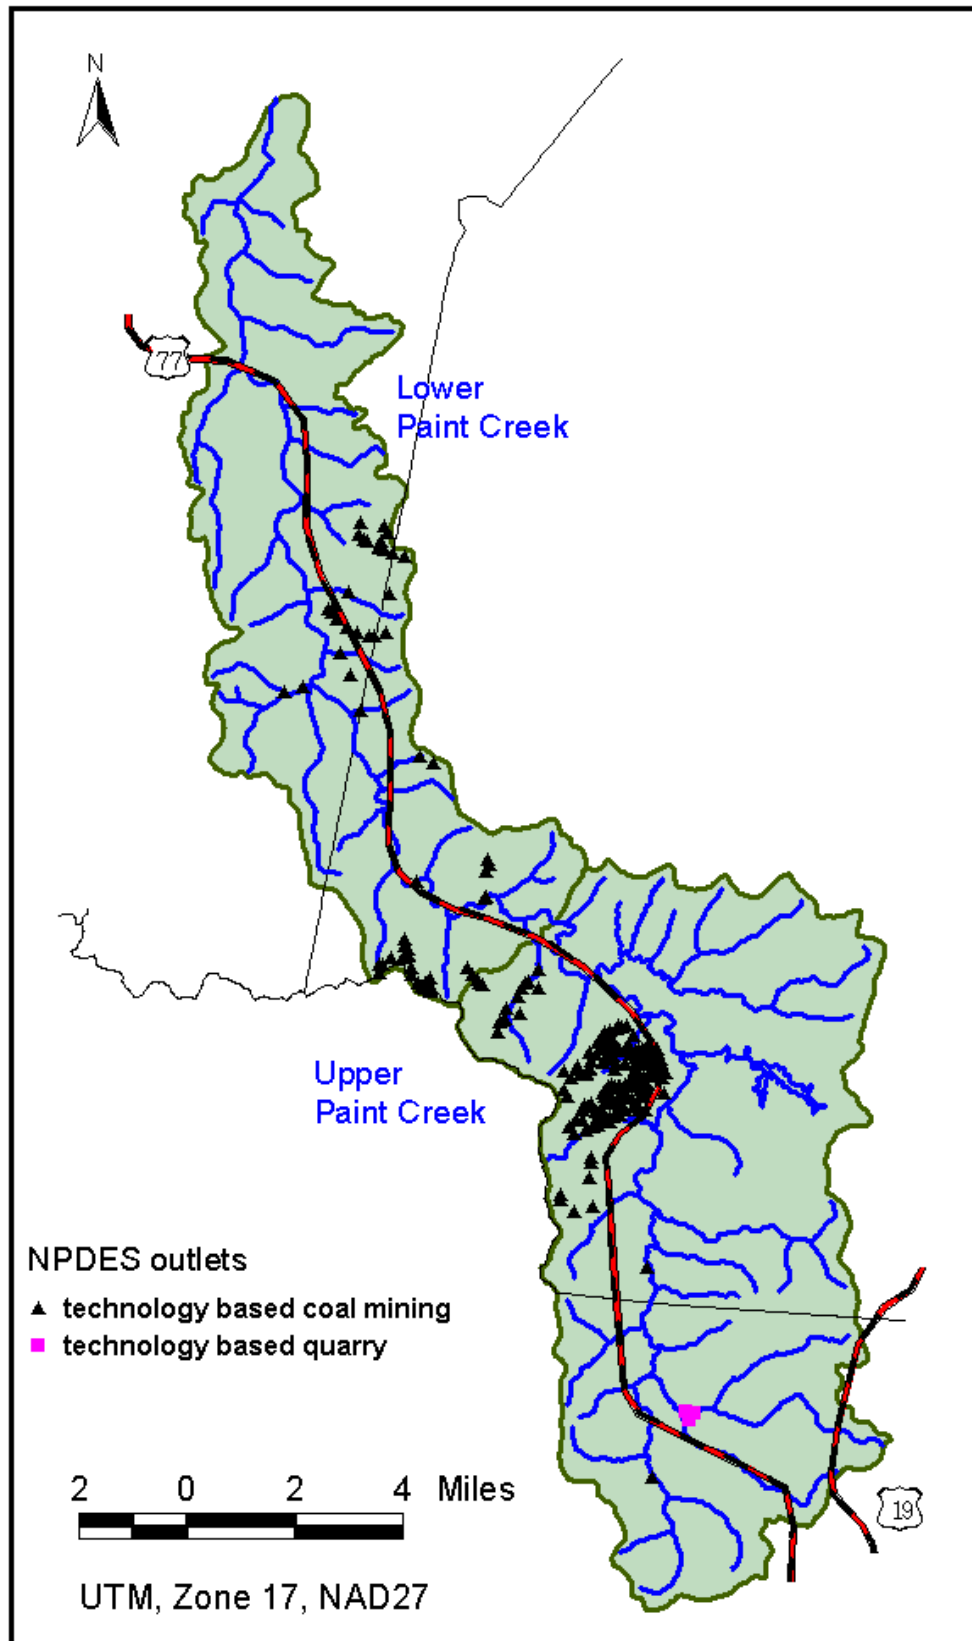 N
77
Lower
Paint Creek
Upper
Paint Creek
NPDES outlets
technology based coal mining
technology based quarry
2 0 2 4 Miles
19
UTM, Zone 17, NAD27